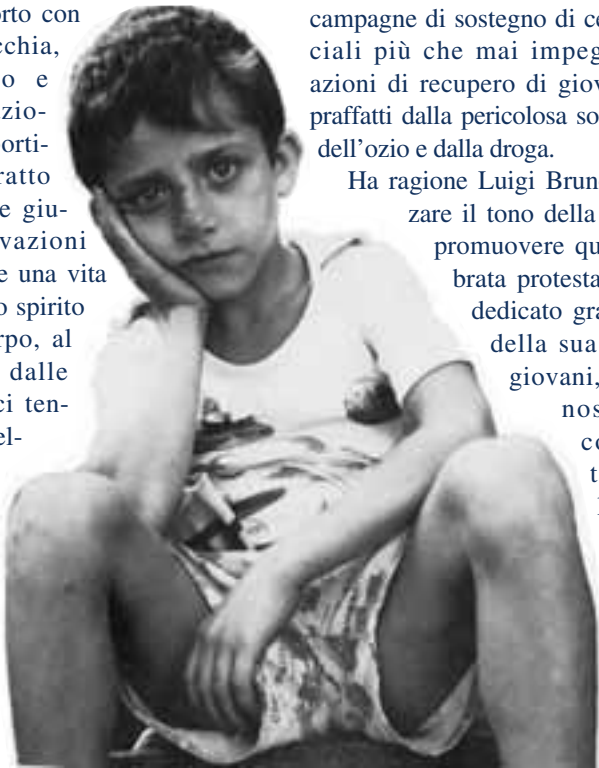 orto con
cchia,
o e
zio-
orti-
ratto
e giu-
vazioni
e una vita
o spirito
rpo, al
dalle
ci ten-
el-
campagne di sostegno di ce
ciali più che mai impeg
azioni di recupero di giov
praffatti dalla pericolosa so
dell'ozio e dalla droga.
Ha ragione Luigi Brun
zare il tono della
promuovere qu
brata protesta
dedicato gra
della sua
giovani,
nos
co
t